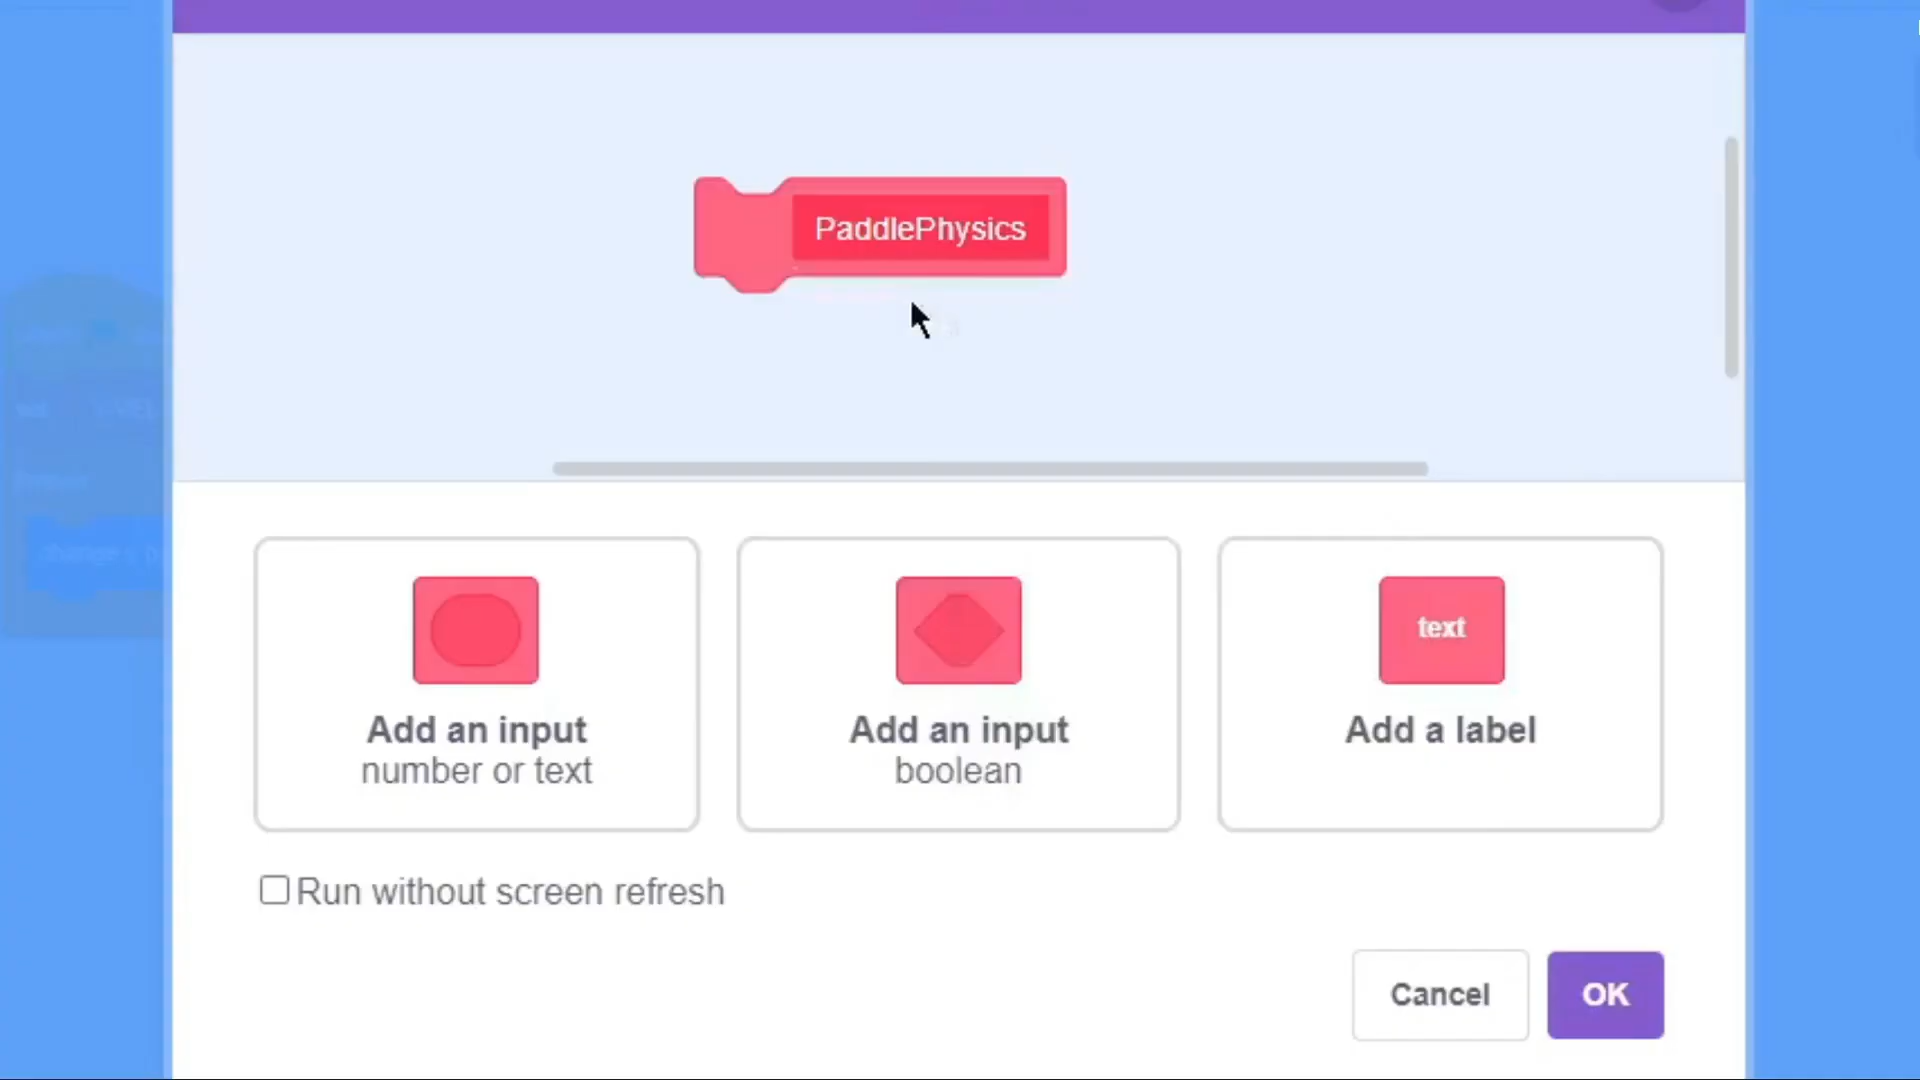 PaddlePhysics
text
Add an input
number or text
Add an input
boolean
Add a label
Run without screen refresh
Cancel
OK